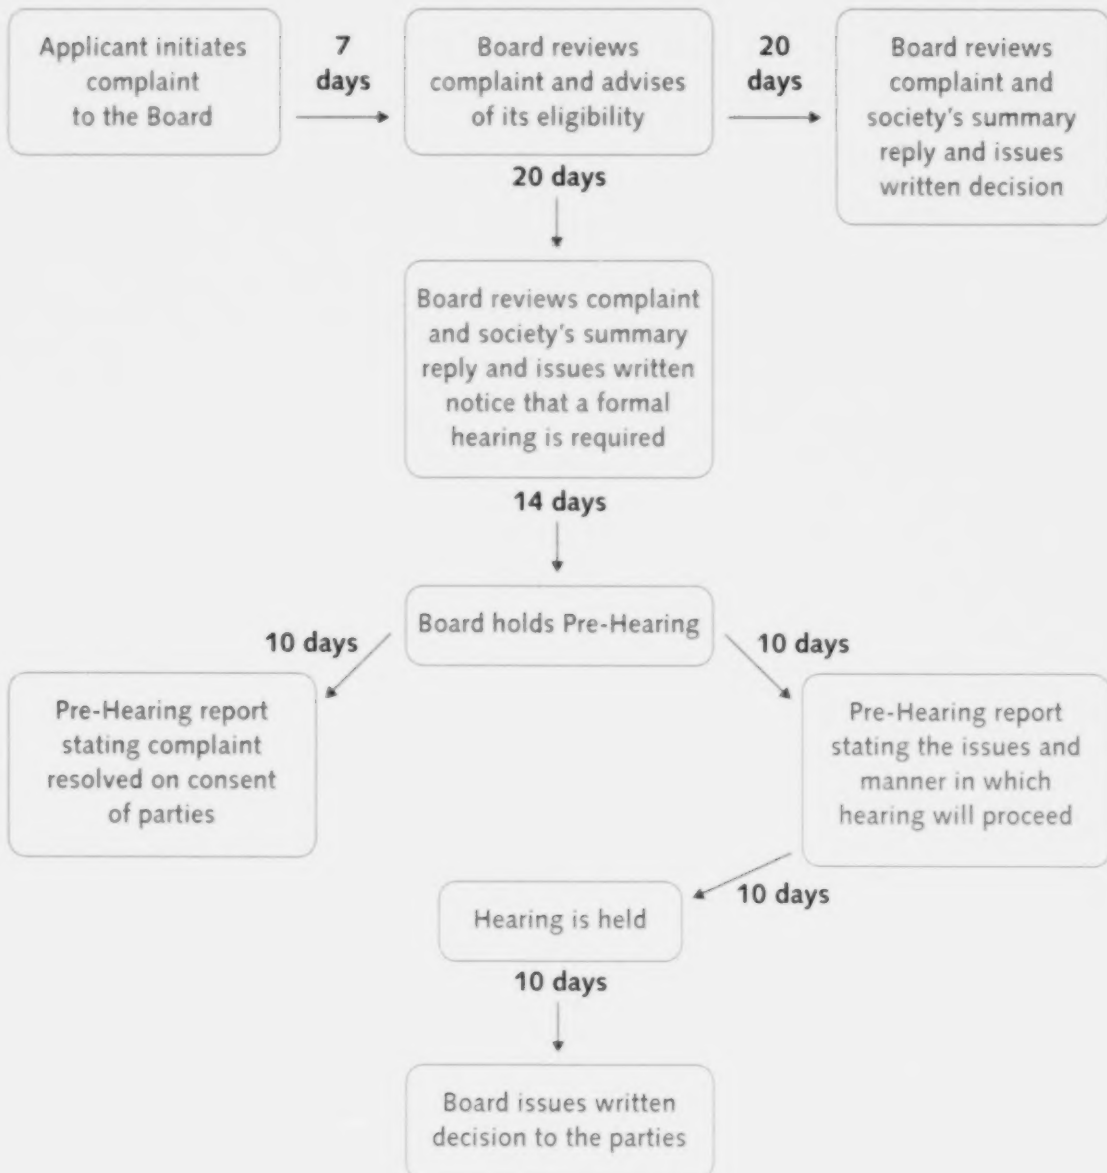 Applicant initiates
complaint
to the Board
7
days
Board reviews
complaint and advises
of its eligibility
20
days
Board reviews
complaint and
society's summary
reply and issues
written decision
20 days
Board reviews complaint
and society's summary
reply and issues written
notice that a formal
hearing is required
14 days
Board holds Pre-Hearing
10 days
10 days
Pre-Hearing report
stating complaint
resolved on consent
of parties
Pre-Hearing report
stating the issues and
manner in which
hearing will proceed
10 days
Hearing is held
10 days
Board issues written
decision to the parties